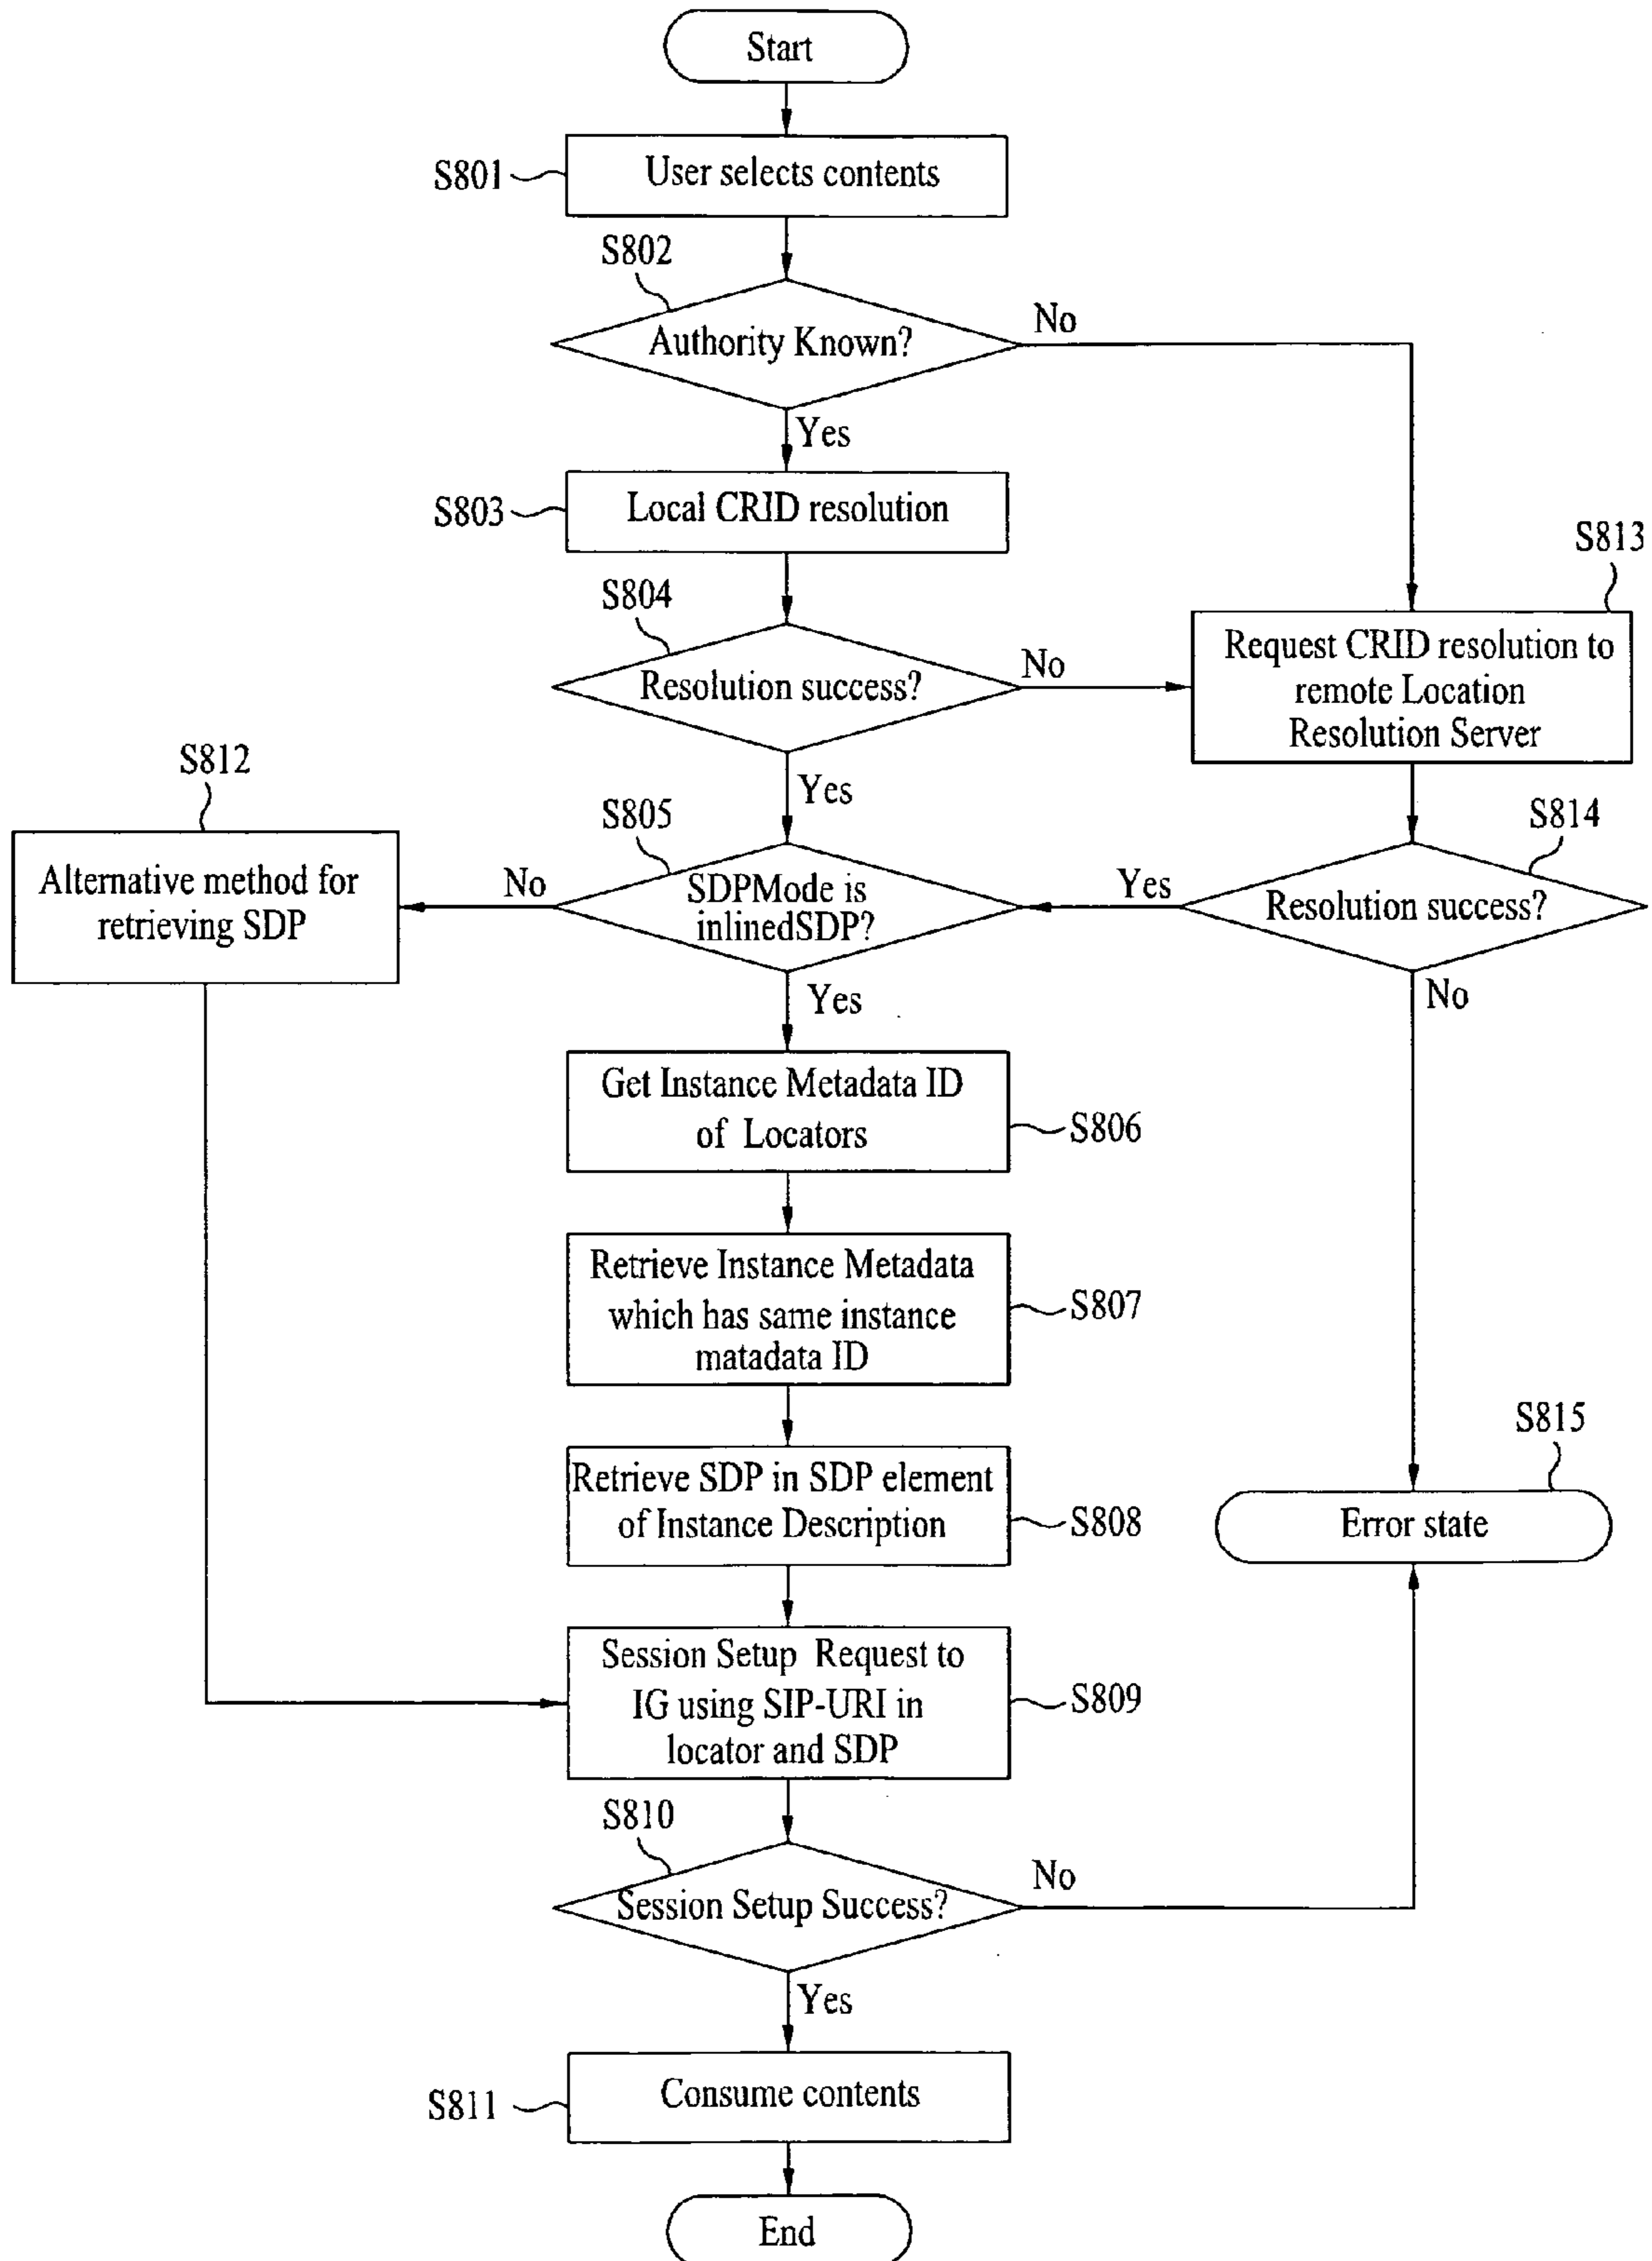 Start
S801
User selects contents
S802
Authority Known?
No
Yes
S803
Local CRID resolution
S813
S804
Resolution success?
No
Request CRID resolution to
remote Location
Resolution Server
Yes
S812
S805
S814
Alternative method for
retrieving SDP
No
SDPMode is
inlinedSDP?
Yes
Resolution success?
Yes
No
Get Instance Metadata ID
of Locators
S806
Retrieve Instance Metadata
which has same instance
matadata ID
S807
S815
Retrieve SDP in SDP element
of Instance Description
S808
Error state
Session Setup Request to
IG using SIP-URI in
locator and SDP
S809
S810
Session Setup Success?
No
Yes
S811
Consume contents
End